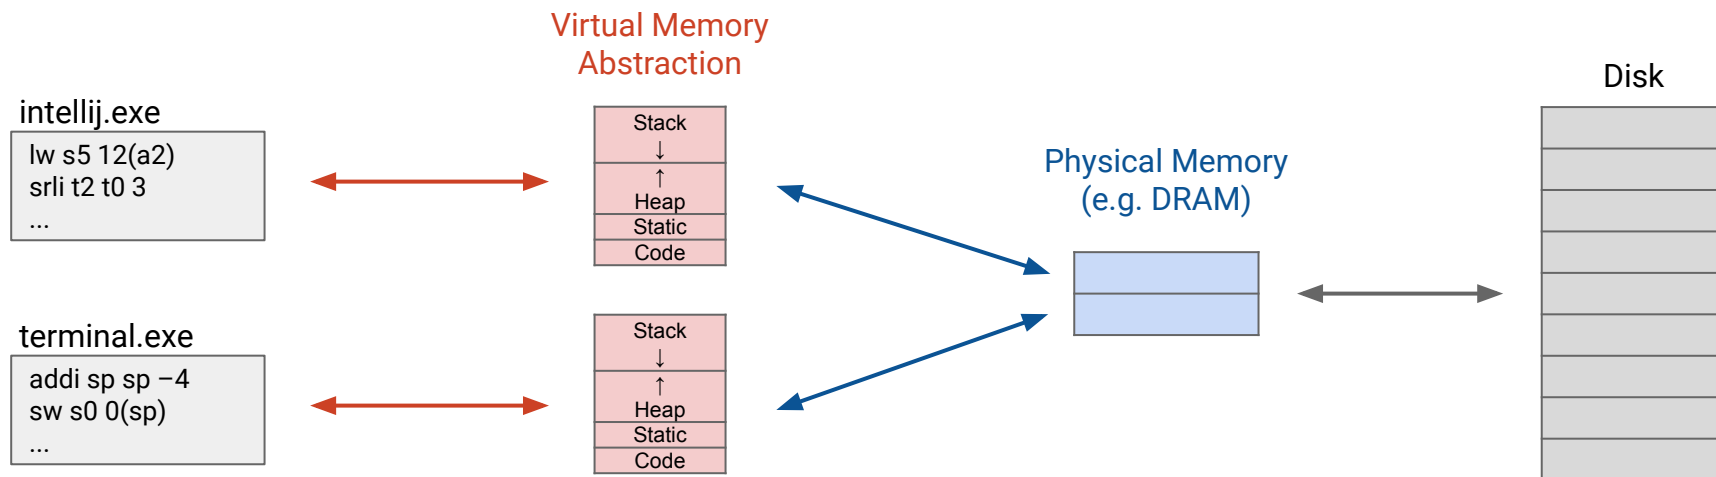 Virtual Memory
Abstraction
Disk
intellij.exe
lw s5 12(a2)
srli t2 t0 3
...
Stack
↓
↑
Heap
Static
Code
Physical Memory
(e.g. DRAM)
terminal.exe
addi sp sp −4
sw s0 0(sp)
...
Stack
↓
↑
Heap
Static
Code